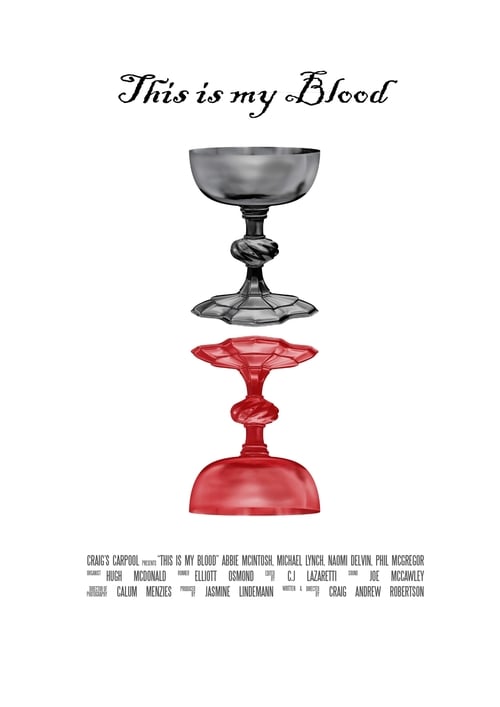 This is my Blood
CRAIG'S CARPOOL PRESENTS "THIS IS MY BLOOD" ABBIE MCINTOSH, MICHAEL LYNCH, NAOMI DELVIN, PHIL MCGREGOR
ORGANIST HUGH MCDONALD RUNNER ELLIOTT OSMOND EDITED BY CJ LAZARETTI SOUND JOE MCCAWLEY
DIRECTOR OF PHOTOGRAPHY CALUM MENZIES PRODUCED BY JASMINE LINDEMANN WRITTEN & DIRECTED BY CRAIG ANDREW ROBERTSON